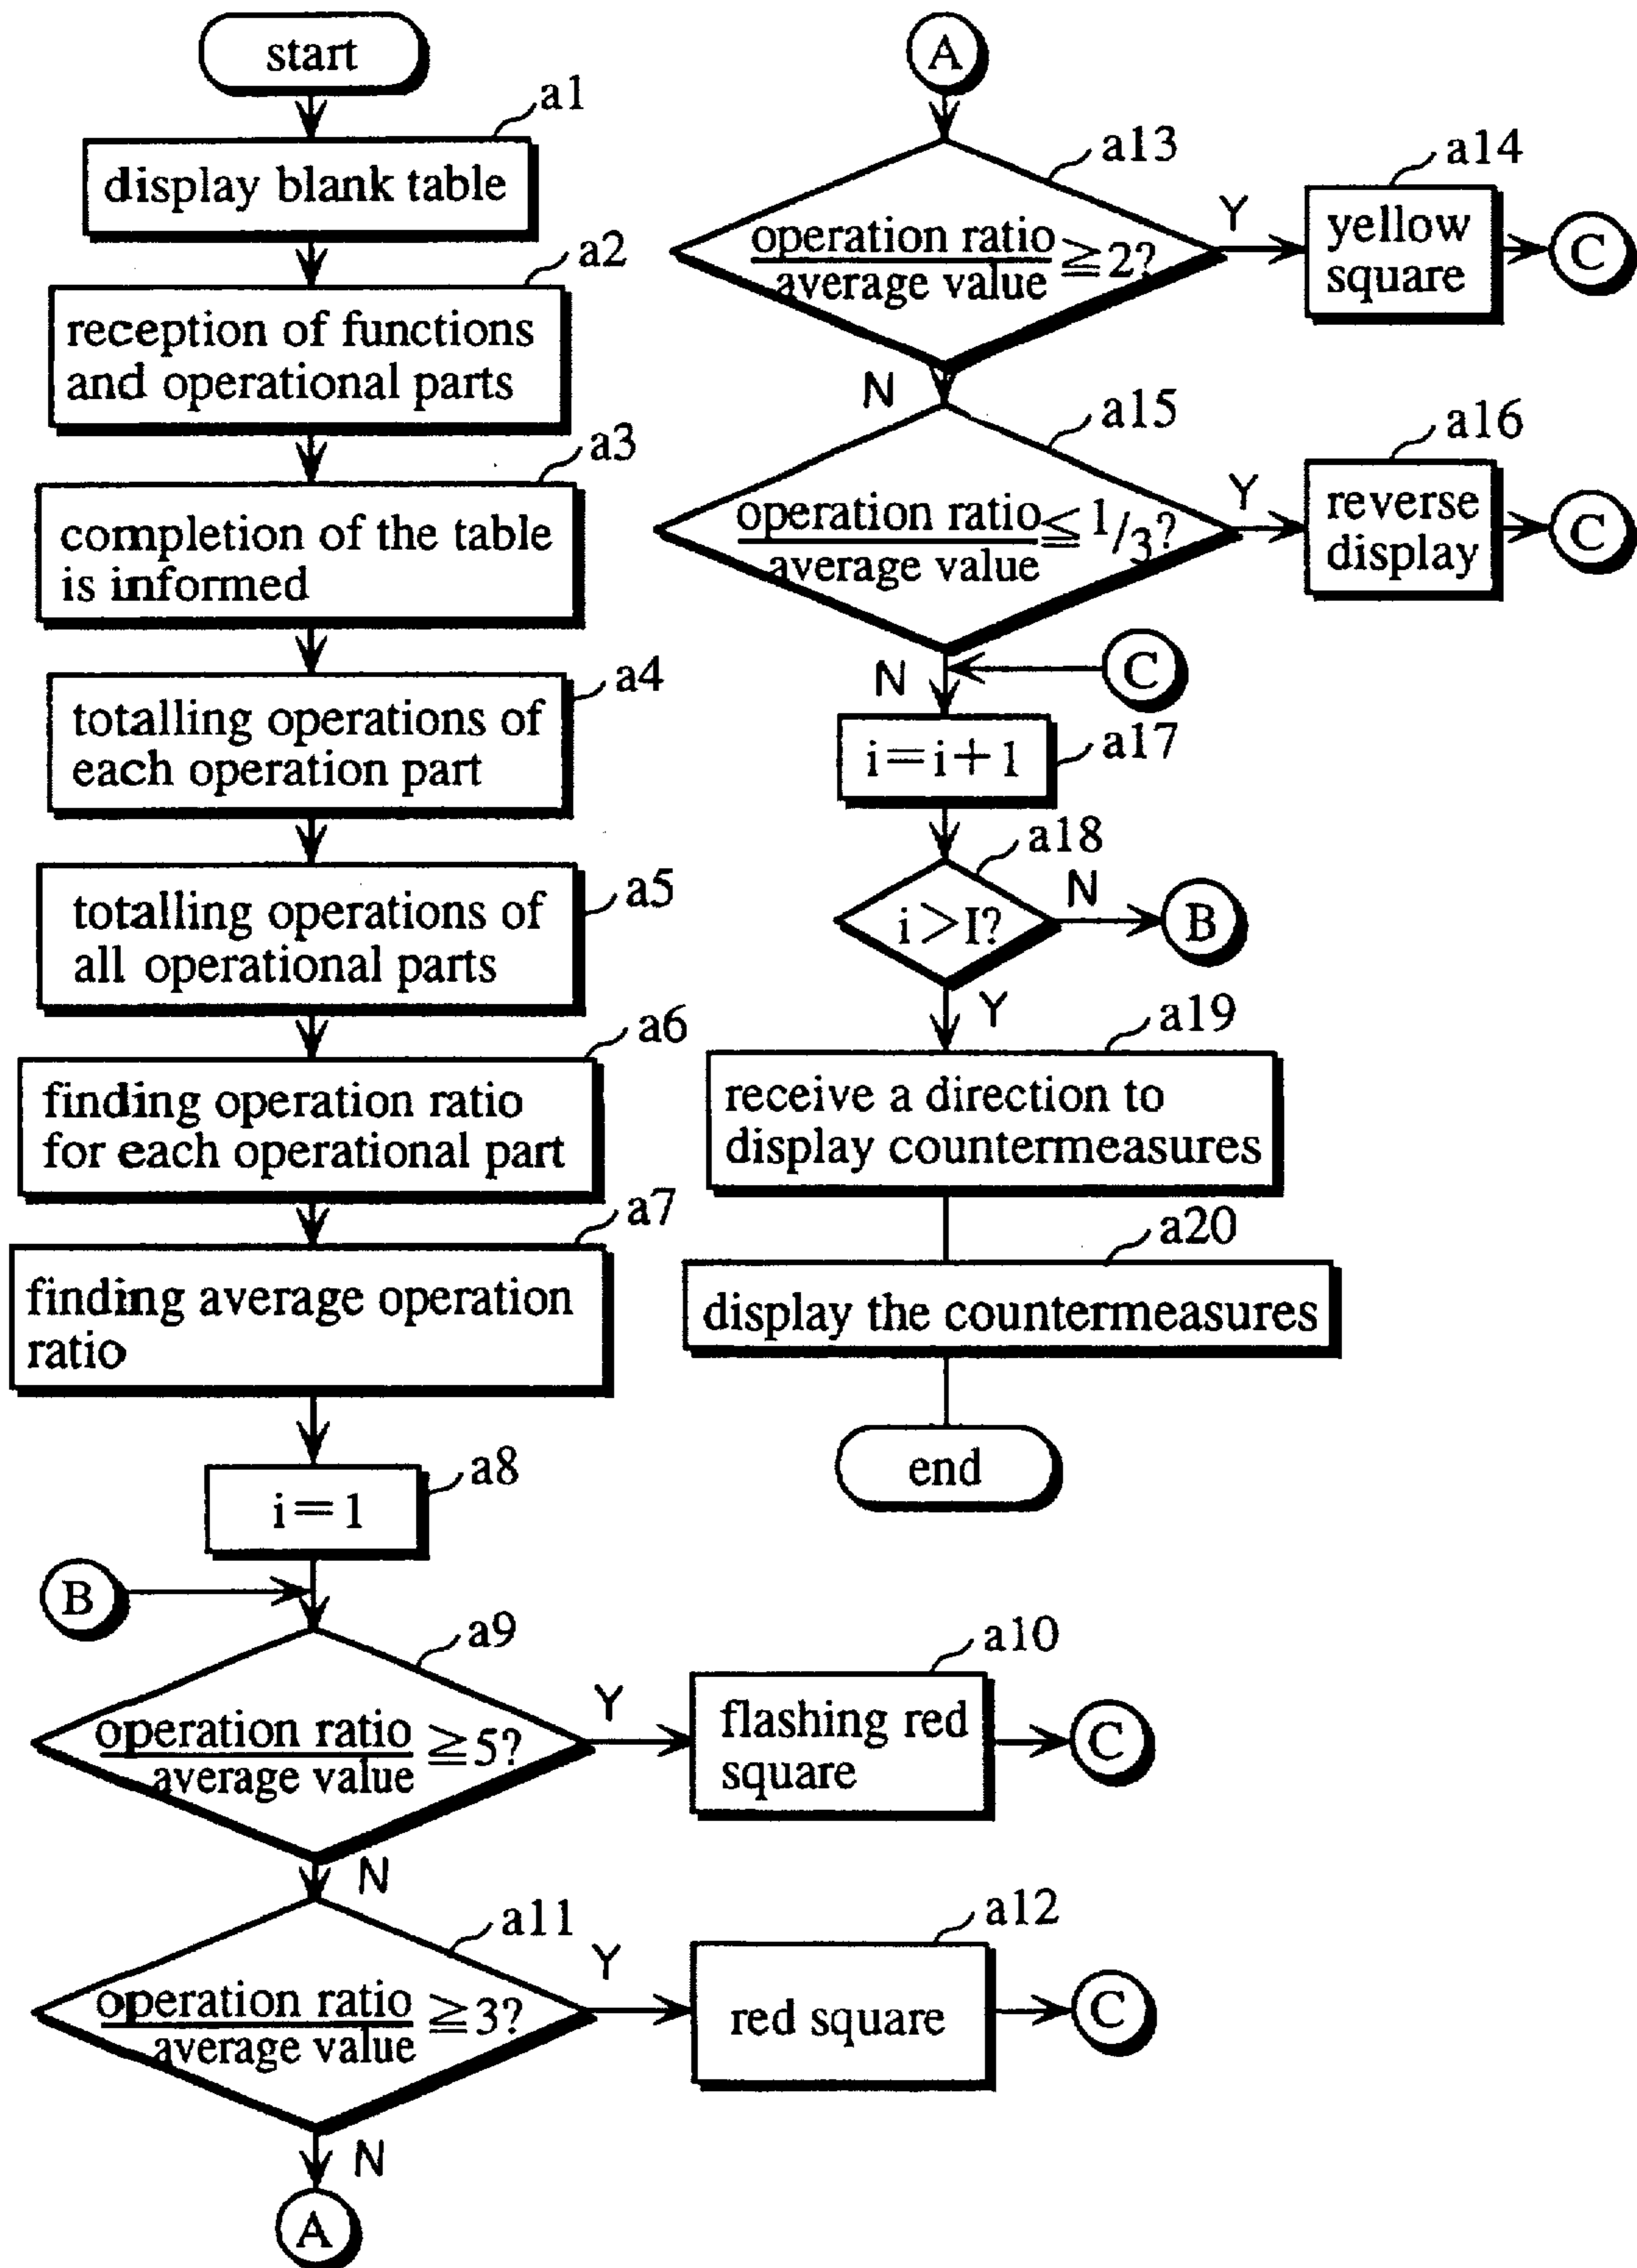 start
a1
display blank table
a2
reception of functions
and operational parts
a3
completion of the table
is informed
a4
totalling operations of
each operation part
a5
totalling operations of
all operational parts
a6
finding operation ratio
for each operational part
a7
finding average operation
ratio
a8
i=1
B
a9
operation ratio
average value
≧5?
Y
a10
flashing red
square
C
N
a11
operation ratio
average value
≧3?
Y
a12
red square
C
N
A
A
a13
operation ratio
average value
≧2?
Y
a14
yellow
square
C
N
a15
operation ratio
average value
≦1/3?
Y
a16
reverse
display
C
N
C
a17
i=i+1
a18
i>I?
N
B
Y
a19
receive a direction to
display countermeasures
a20
display the countermeasures
end